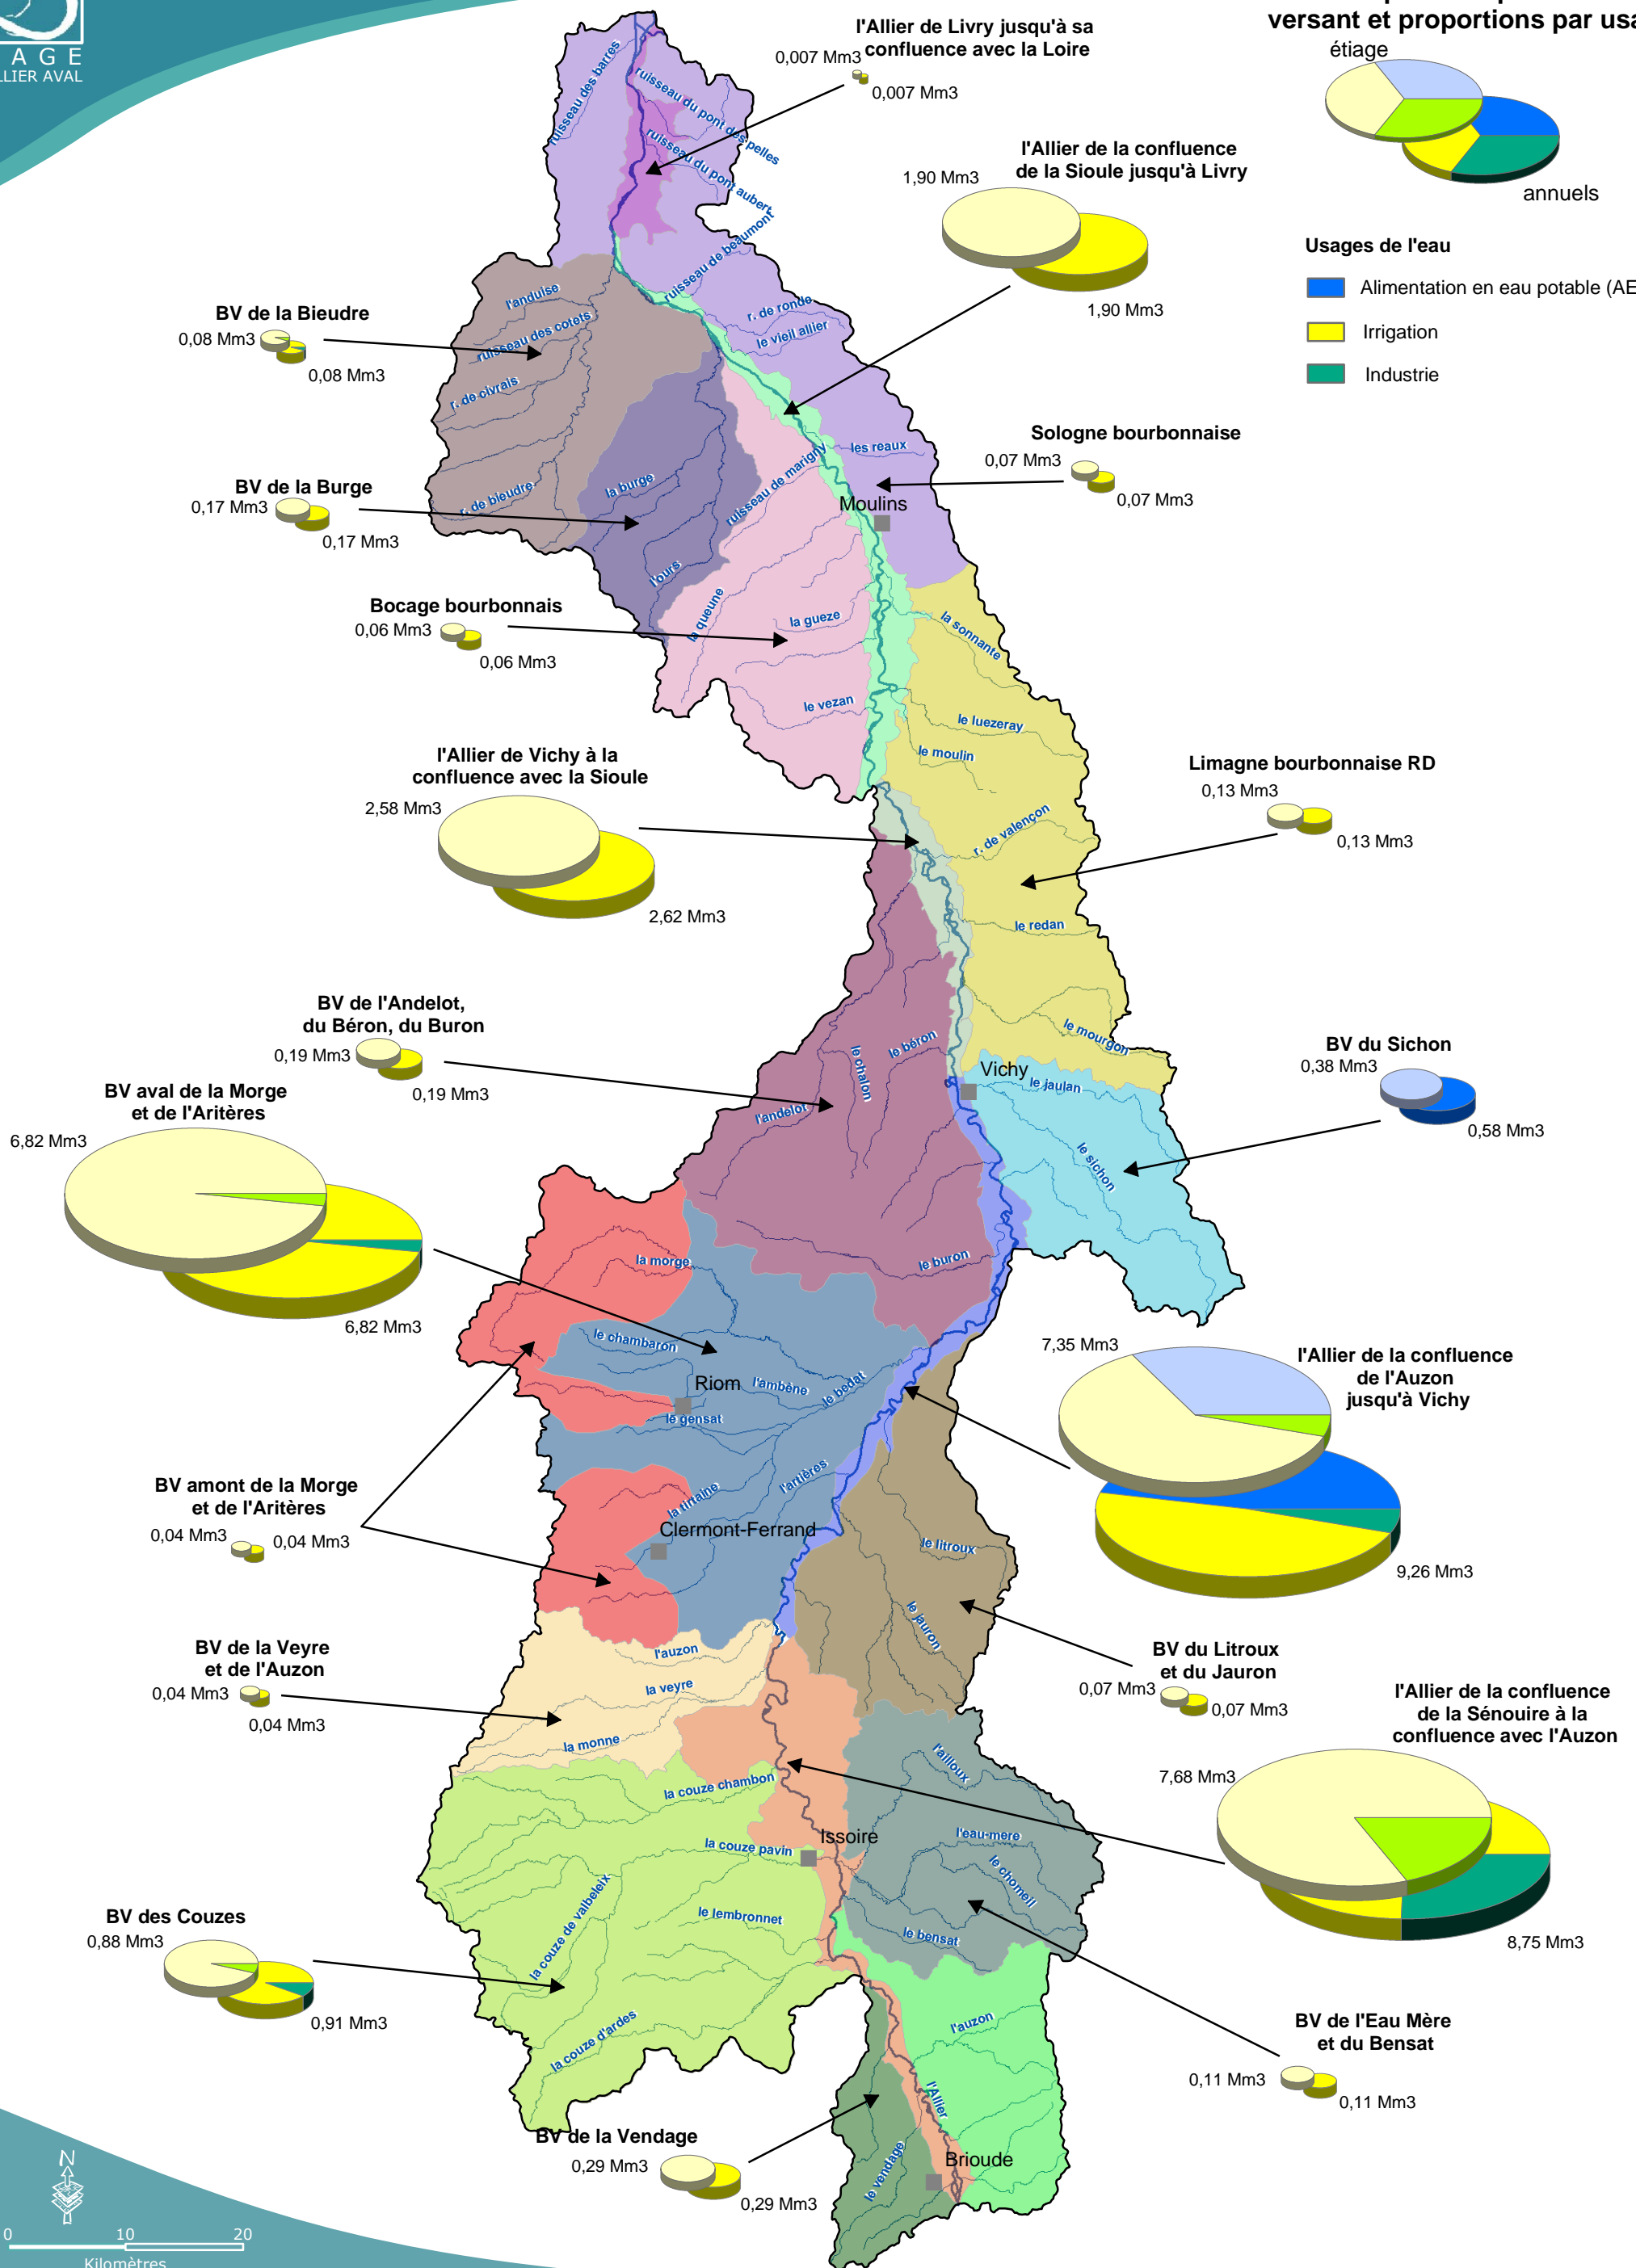 A G E
LLIER AVAL
versant et proportions par usa
étiage
annuels
Usages de l'eau
Alimentation en eau potable (AE
Irrigation
Industrie
l'Allier de Livry jusqu'à sa
confluence avec la Loire
0,007 Mm3
0,007 Mm3
l'Allier de la confluence
de la Sioule jusqu'à Livry
1,90 Mm3
1,90 Mm3
ruisseau des barres
ruisseau du pont des pelles
ruisseau du pont aubert
ruisseau de beaumont
BV de la Bieudre
0,08 Mm3
0,08 Mm3
l'anduise
ruisseau des cotets
r. de civrais
r. de bieudre
r. de ronde
le vieil allier
Sologne bourbonnaise
0,07 Mm3
0,07 Mm3
les reaux
Moulins
BV de la Burge
0,17 Mm3
0,17 Mm3
la burge
ruisseau de marigny
l'ours
Bocage bourbonnais
0,06 Mm3
0,06 Mm3
la queune
la gueze
le vezan
la sonnante
le luezeray
le moulin
l'Allier de Vichy à la
confluence avec la Sioule
2,58 Mm3
2,62 Mm3
Limagne bourbonnaise RD
0,13 Mm3
0,13 Mm3
r. de valençon
le redan
le mourgon
BV de l'Andelot,
du Béron, du Buron
0,19 Mm3
0,19 Mm3
le béron
le chalon
l'andelot
le buron
Vichy
le jaulan
le sichon
BV du Sichon
0,38 Mm3
0,58 Mm3
BV aval de la Morge
et de l'Aritères
6,82 Mm3
6,82 Mm3
la morge
le chambaron
Riom
l'ambène
le bedat
le gensat
l'Allier de la confluence
de l'Auzon
jusqu'à Vichy
7,35 Mm3
9,26 Mm3
BV amont de la Morge
et de l'Aritères
0,04 Mm3
0,04 Mm3
la tirtaine
l'artières
Clermont-Ferrand
le litroux
le jauron
BV de la Veyre
et de l'Auzon
0,04 Mm3
0,04 Mm3
l'auzon
la veyre
la monne
BV du Litroux
et du Jauron
0,07 Mm3
0,07 Mm3
l'Allier de la confluence
de la Sénouire à la
confluence avec l'Auzon
7,68 Mm3
8,75 Mm3
la couze chambon
l'ailloux
Issoire
la couze pavin
l'eau-mère
le chomeil
la couze de valbeleix
le lembronnet
le bensat
BV des Couzes
0,88 Mm3
0,91 Mm3
la couze d'ardes
l'auzon
l'Allier
BV de l'Eau Mère
et du Bensat
0,11 Mm3
0,11 Mm3
BV de la Vendage
0,29 Mm3
0,29 Mm3
le vendage
Brioude
N
0 10 20
Kilomètres